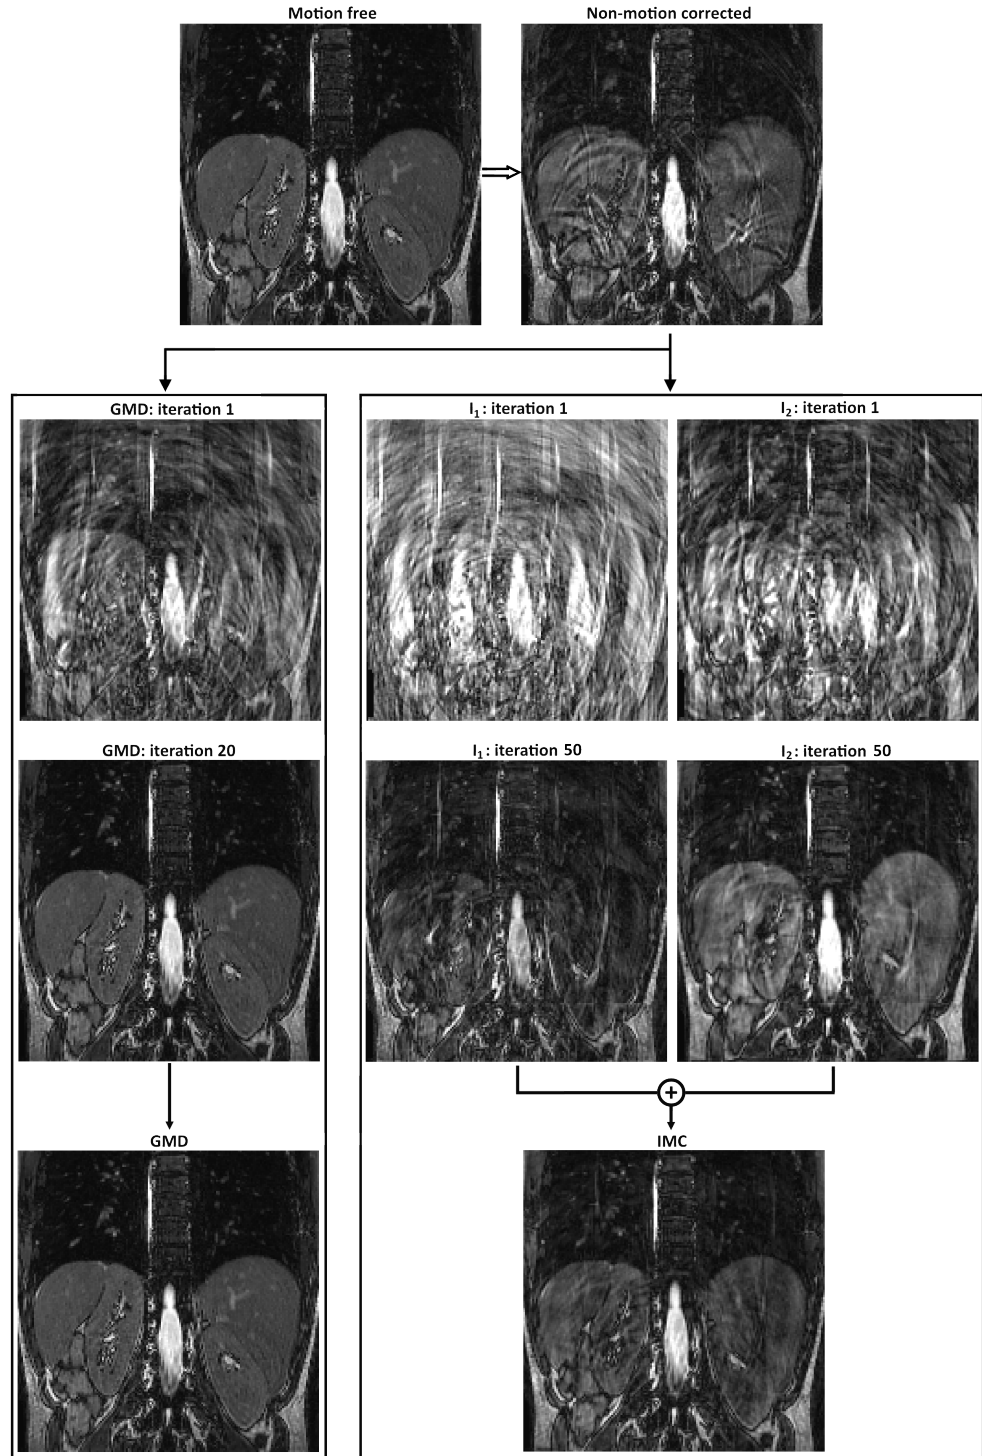 Motion free
Non-motion corrected
GMD: iteration 1
I₁: iteration 1
I₂: iteration 1
GMD: iteration 20
I₁: iteration 50
I₂: iteration 50
+
GMD
IMC